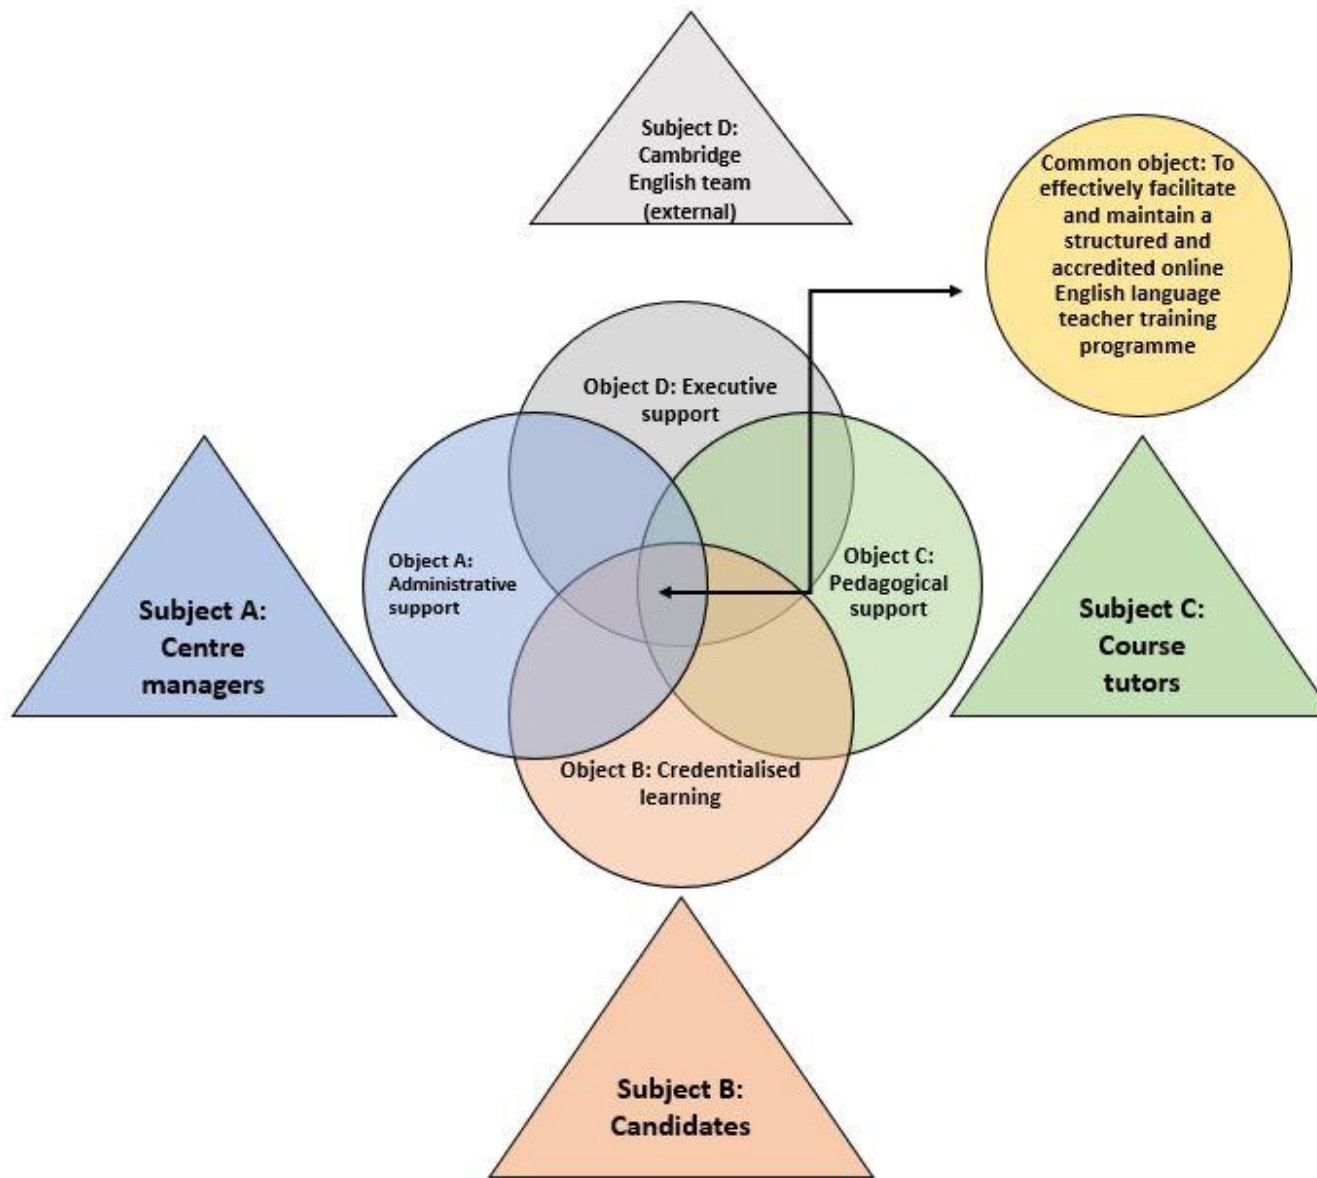 Subject D:
Cambridge
English team
(external)
Common object: To
effectively facilitate
and maintain a
structured and
accredited online
English language
teacher training
programme
Object D: Executive
support
Object A:
Administrative
support
Object C:
Pedagogical
support
Subject A:
Centre
managers
Subject C:
Course
tutors
Object B: Credentialised
learning
Subject B:
Candidates